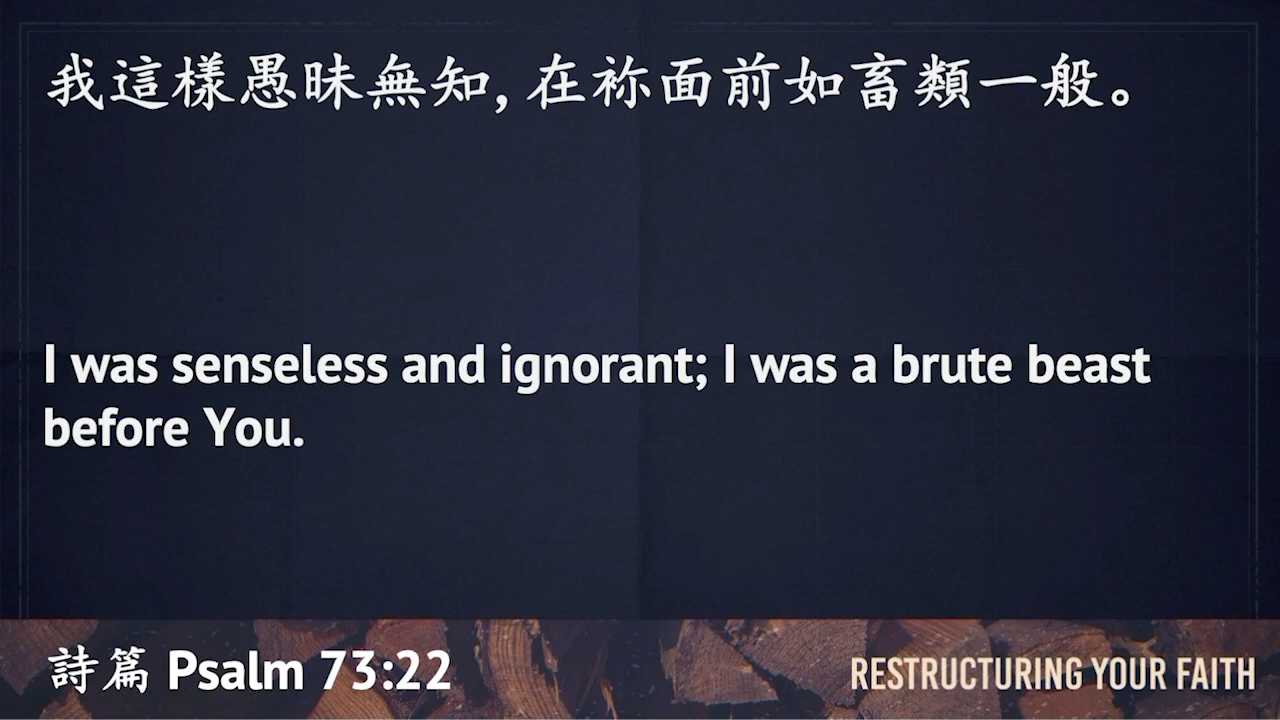 我這樣愚昧無知, 在祢面前如畜類一般。
I was senseless and ignorant; I was a brute beast
before You.
詩篇 Psalm 73:22
RESTRUCTURING YOUR FAITH